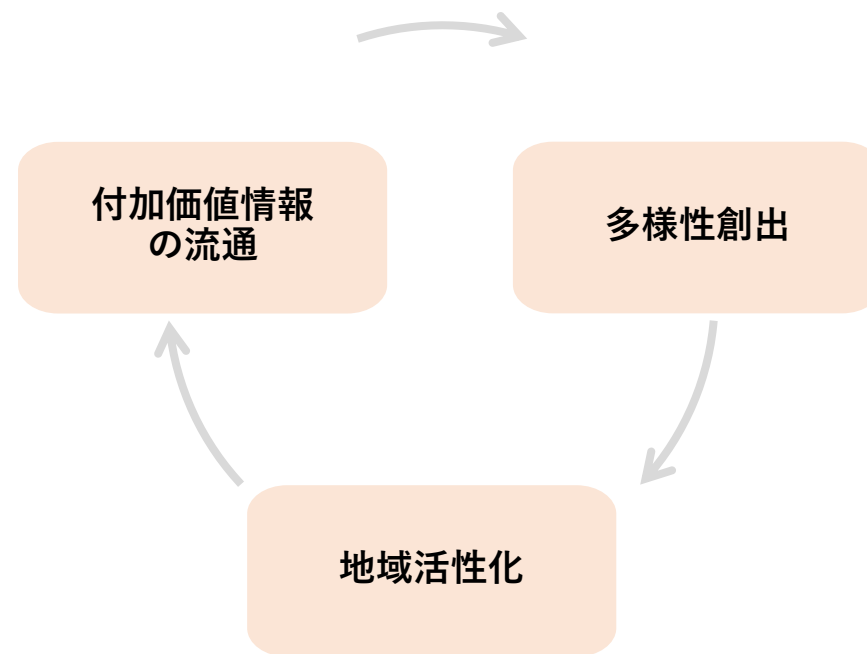 付加価値情報
の流通
多様性創出
地域活性化